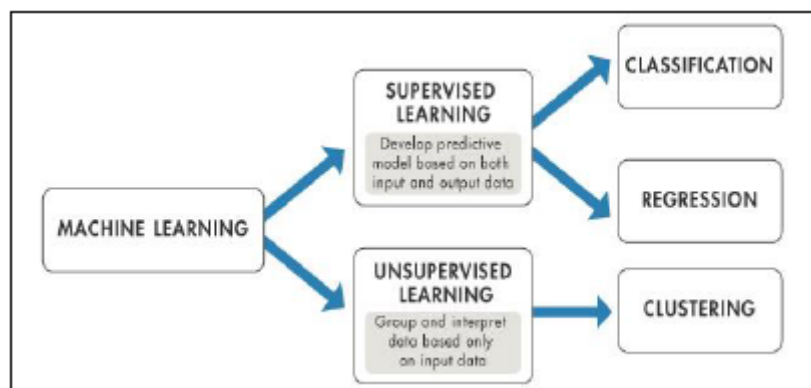 MACHINE LEARNING
SUPERVISED
LEARNING
Develop predictive
model based on both
input and output data
UNSUPERVISED
LEARNING
Group and interpret
data based only
on input data
CLASSIFICATION
REGRESSION
CLUSTERING